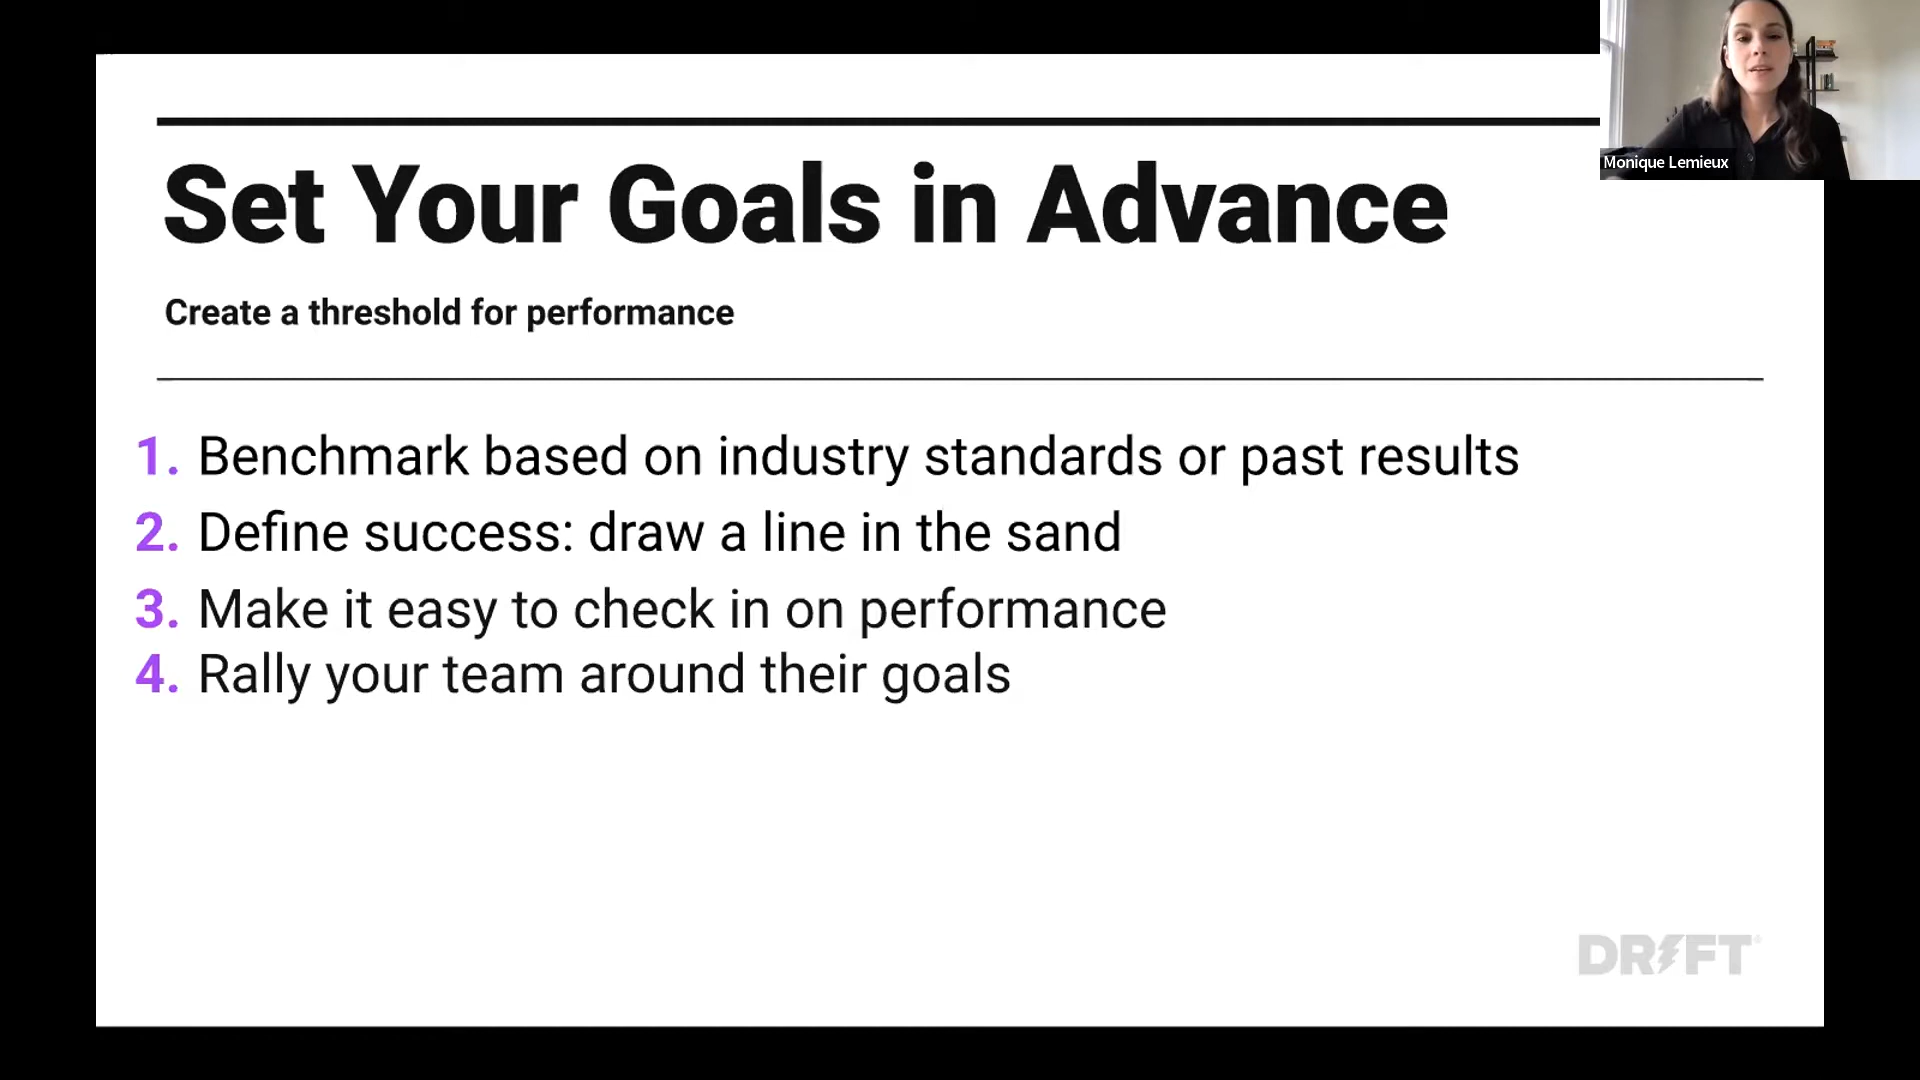 Set Your Goals in Advance
Monique Lemieux
Create a threshold for performance
1. Benchmark based on industry standards or past results
2. Define success: draw a line in the sand
3. Make it easy to check in on performance
4. Rally your team around their goals
DRIFT®